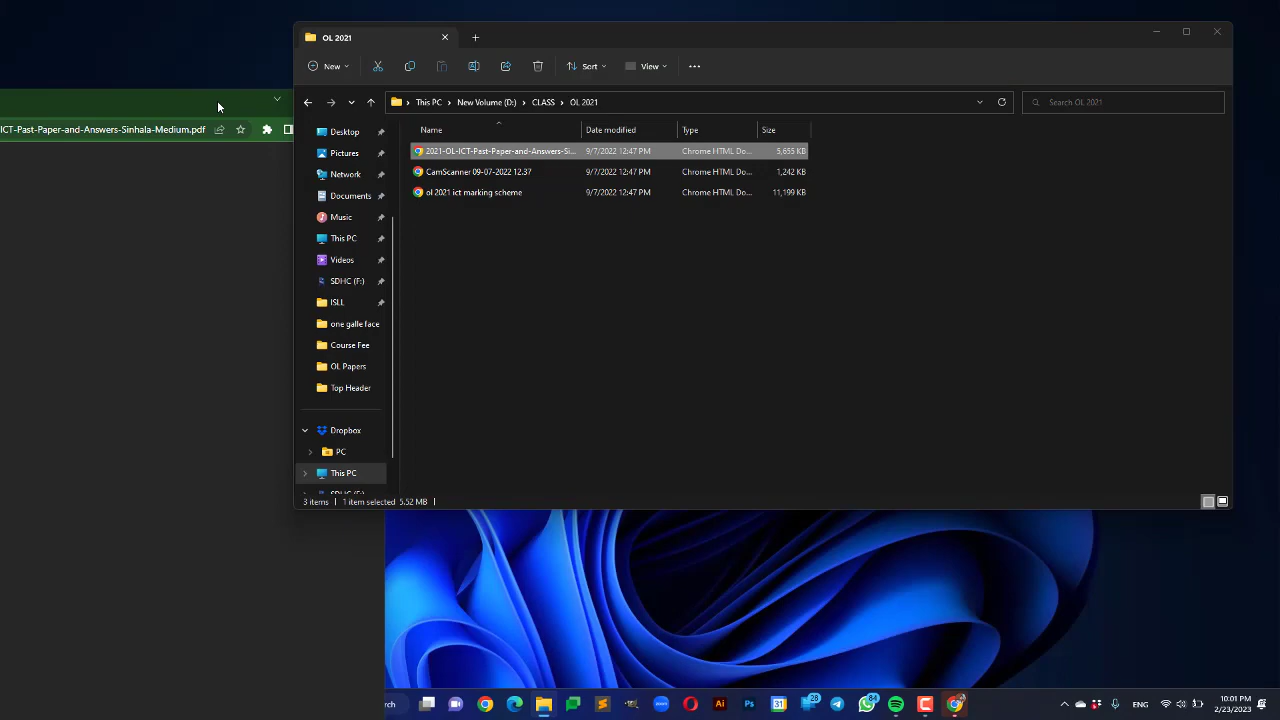 OL 2021
New
Sort
View
This PC
New Volume (D:)
CLASS
OL 2021
Search OL 2021
ICT-Past-Paper-and-Answers-Sinhala-Medium.pdf
Name
Date modified
Type
Size
2021-OL-ICT-Past-Paper-and-Answers-Si... 9/7/2022 12:47 PM Chrome HTML Do... 5,655 KB
CamScanner 09-07-2022 12.37 9/7/2022 12:47 PM Chrome HTML Do... 1,242 KB
ol 2021 ict marking scheme 9/7/2022 12:47 PM Chrome HTML Do... 11,199 KB
Desktop
Pictures
Network
Documents
Music
This PC
Videos
SDHC (F:)
ISLL
one galle face
Course Fee
OL Papers
Top Header
Dropbox
PC
This PC
SDHC (F:)
3 items
1 item selected 5.52 MB
rch
Ai
Ps
31
28
84
ENG
10:01 PM
2/23/2023